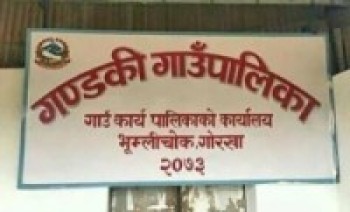 गण्डकी गाउँपालिका
गाउँ कार्य पालिकाको कार्यालय
भूम्लीचोक,गोरखा
२०७३